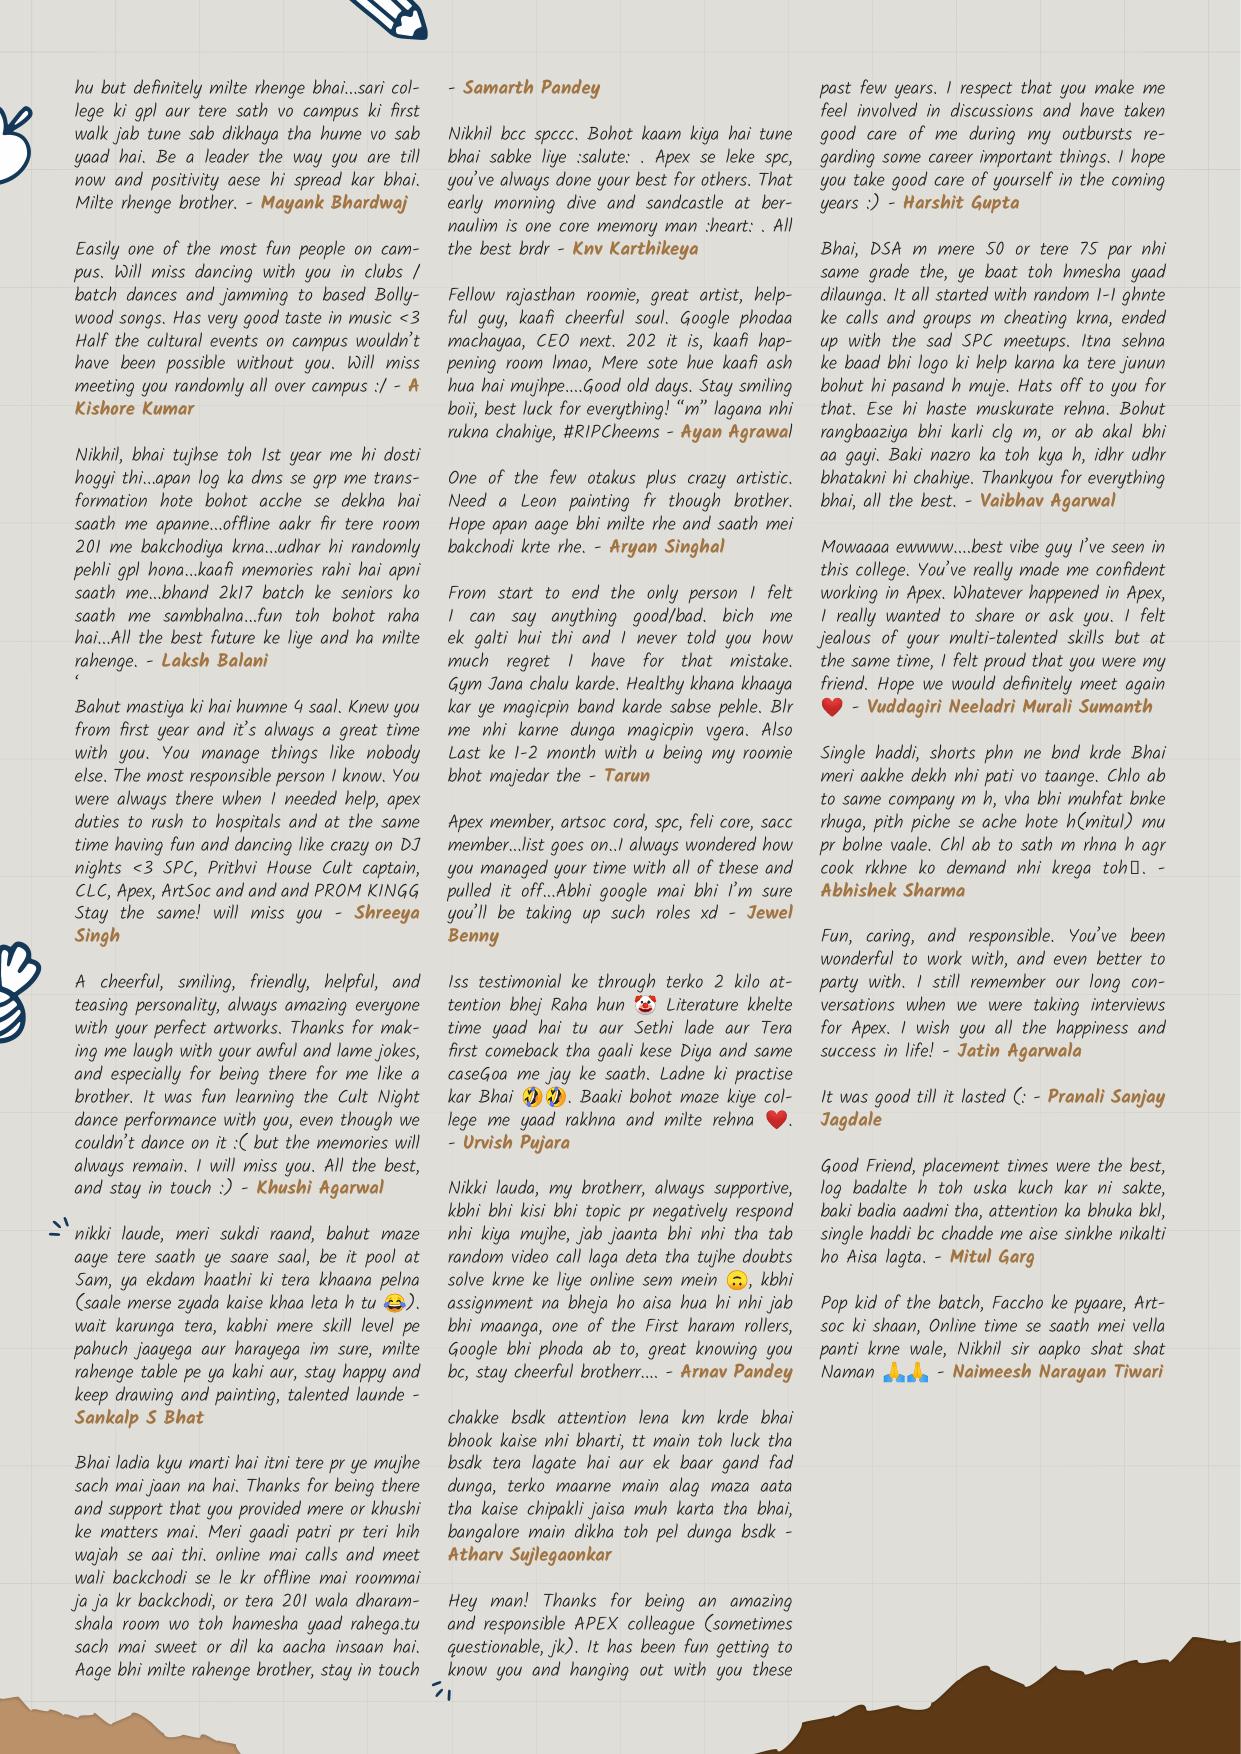 hu but definitely milte rhenge bhai...sari col-
lege ki gpl aur tere sath vo campus ki first
walk jab tune sab dikhaya tha hume vo sab
yaad hai. Be a leader the way you are till
now and positivity aese hi spread kar bhai.
Milte rhenge brother. - Mayank Bhardwaj
Easily one of the most fun people on cam-
pus. Will miss dancing with you in clubs /
batch dances and jamming to based Bolly-
wood songs. Has very good taste in music <3
Half the cultural events on campus wouldn't
have been possible without you. Will miss
meeting you randomly all over campus :/ - A
Kishore Kumar
Nikhil, bhai tujhse toh 1st year me hi dosti
hogyi thi...apan log ka dms se grp me trans-
formation hote bohot acche se dekha hai
saath me apanne...offline aakr fir tere room
201 me bakchodiya krna...udhar hi randomly
pehli gpl hona...kaafi memories rahi hai apni
saath me...bhand 2k17 batch ke seniors ko
saath me sambhalna...fun toh bohot raha
hai...All the best future ke liye and ha milte
rahenge. - Laksh Balani
‘
Bahut mastiya ki hai humne 4 saal. Knew you
from first year and it's always a great time
with you. You manage things like nobody
else. The most responsible person I know. You
were always there when I needed help, apex
duties to rush to hospitals and at the same
time having fun and dancing like crazy on DJ
nights <3 SPC, Prithvi House Cult captain,
CLC, Apex, ArtSoc and and and PROM KINGG
Stay the same! will miss you - Shreeya
Singh
A cheerful, smiling, friendly, helpful, and
teasing personality, always amazing everyone
with your perfect artworks. Thanks for mak-
ing me laugh with your awful and lame jokes,
and especially for being there for me like a
brother. It was fun learning the Cult Night
dance performance with you, even though we
couldn't dance on it :( but the memories will
always remain. I will miss you. All the best,
and stay in touch :) - Khushi Agarwal
nikki laude, meri sukdi raand, bahut maze
aaye tere saath ye saare saal, be it pool at
Sam, ya ekdam haathi ki tera khaana pelna
(saale merse zyada kaise khaa leta h tu 😂).
wait karunga tera, kabhi mere skill level pe
pahuch jaayega aur harayega im sure, milte
rahenge table pe ya kahi aur, stay happy and
keep drawing and painting, talented launde -
Sankalp S Bhat
Bhai ladia kyu marti hai itni tere pr ye mujhe
sach mai jaan na hai. Thanks for being there
and support that you provided mere or khushi
ke matters mai. Meri gaadi patri pr teri hih
wajah se aai thi. online mai calls and meet
wali backchodi se le kr offline mai roommai
ja ja kr backchodi, or tera 201 wala dharam-
shala room wo toh hamesha yaad rahega.tu
sach mai sweet or dil ka aacha insaan hai.
Aage bhi milte rahenge brother, stay in touch
- Samarth Pandey
Nikhil bcc spccc. Bohot kaam kiya hai tune
bhai sabke liye :salute: . Apex se leke spc,
you've always done your best for others. That
early morning dive and sandcastle at ber-
naulim is one core memory man :heart: . All
the best brdr - Knv Karthikeya
Fellow rajasthan roomie, great artist, help-
ful guy, kaafi cheerful soul. Google phodaa
machayaa, CEO next. 202 it is, kaafi hap-
pening room lmao, Mere sote hue kaafi ash
hua hai mujhpe....Good old days. Stay smiling
boii, best luck for everything! “m” lagana nhi
rukna chahiye, #RIPCheems - Ayan Agrawal
One of the few otakus plus crazy artistic.
Need a Leon painting fr though brother.
Hope apan aage bhi milte rhe and saath mei
bakchodi krte rhe. - Aryan Singhal
From start to end the only person I felt
I can say anything good/bad. bich me
ek galti hui thi and I never told you how
much regret I have for that mistake.
Gym Jana chalu karde. Healthy khana khaaya
kar ye magicpin band karde sabse pehle. Blr
me nhi karne dunga magicpin vgera. Also
Last ke 1-2 month with u being my roomie
bhot majedar the - Tarun
Apex member, artsoc cord, spc, feli core, sacc
member...list goes on..I always wondered how
you managed your time with all of these and
pulled it off...Abhi google mai bhi I'm sure
you'll be taking up such roles xd - Jewel
Benny
Iss testimonial ke through terko 2 kilo at-
tention bhej Raha hun 🤡 Literature khelte
time yaad hai tu aur Sethi lade aur Tera
first comeback tha gaali kese Diya and same
caseGoa me jay ke saath. Ladne ki practise
kar Bhai 🤣🤣. Baaki bohot maze kiye col-
lege me yaad rakhna and milte rehna ❤️.
- Urvish Pujara
Nikki lauda, my brotherr, always supportive,
kbhi bhi kisi bhi topic pr negatively respond
nhi kiya mujhe, jab jaanta bhi nhi tha tab
random video call laga deta tha tujhe doubts
solve krne ke liye online sem mein 🙃, kbhi
assignment na bheja ho aisa hua hi nhi jab
bhi maanga, one of the First haram rollers,
Google bhi phoda ab to, great knowing you
bc, stay cheerful brotherr.... - Arnav Pandey
chakke bsdk attention lena km krde bhai
bhook kaise nhi bharti, tt main toh luck tha
bsdk tera lagate hai aur ek baar gand fad
dunga, terko maarne main alag maza aata
tha kaise chipakli jaisa muh karta tha bhai,
bangalore main dikha toh pel dunga bsdk -
Atharv Sujlegaonkar
Hey man! Thanks for being an amazing
and responsible APEX colleague (sometimes
questionable, jk). It has been fun getting to
know you and hanging out with you these
past few years. I respect that you make me
feel involved in discussions and have taken
good care of me during my outbursts re-
garding some career important things. I hope
you take good care of yourself in the coming
years :) - Harshit Gupta
Bhai, DSA m mere 50 or tere 75 par nhi
same grade the, ye baat toh hmesha yaad
dilaunga. It all started with random 1-1 ghnte
ke calls and groups m cheating krna, ended
up with the sad SPC meetups. Itna sehna
ke baad bhi logo ki help karna ka tere junun
bohut hi pasand h muje. Hats off to you for
that. Ese hi haste muskurate rehna. Bohut
rangbaaziya bhi karli clg m, or ab akal bhi
aa gayi. Baki nazro ka toh kya h, idhr udhr
bhatakni hi chahiye. Thankyou for everything
bhai, all the best. - Vaibhav Agarwal
Mowaaaa ewwww....best vibe guy I've seen in
this college. You've really made me confident
working in Apex. Whatever happened in Apex,
I really wanted to share or ask you. I felt
jealous of your multi-talented skills but at
the same time, I felt proud that you were my
friend. Hope we would definitely meet again
❤️ - Vuddagiri Neeladri Murali Sumanth
Single haddi, shorts phn ne bnd krde Bhai
meri aakhe dekh nhi pati vo taange. Chlo ab
to same company m h, vha bhi muhfat bnke
rhuga, pith piche se ache hote h(mitul) mu
pr bolne vaale. Chl ab to sath m rhna h agr
cook rkhne ko demand nhi krega toh▯. -
Abhishek Sharma
Fun, caring, and responsible. You've been
wonderful to work with, and even better to
party with. I still remember our long con-
versations when we were taking interviews
for Apex. I wish you all the happiness and
success in life! - Jatin Agarwala
It was good till it lasted (: - Pranali Sanjay
Jagdale
Good Friend, placement times were the best,
log badalte h toh uska kuch kar ni sakte,
baki badia aadmi tha, attention ka bhuka bkl,
single haddi bc chadde me aise sinkhe nikalti
ho Aisa lagta. - Mitul Garg
Pop kid of the batch, Faccho ke pyaare, Art-
soc ki shaan, Online time se saath mei vella
panti krne wale, Nikhil sir aapko shat shat
Naman 🙏🙏 - Naimeesh Narayan Tiwari